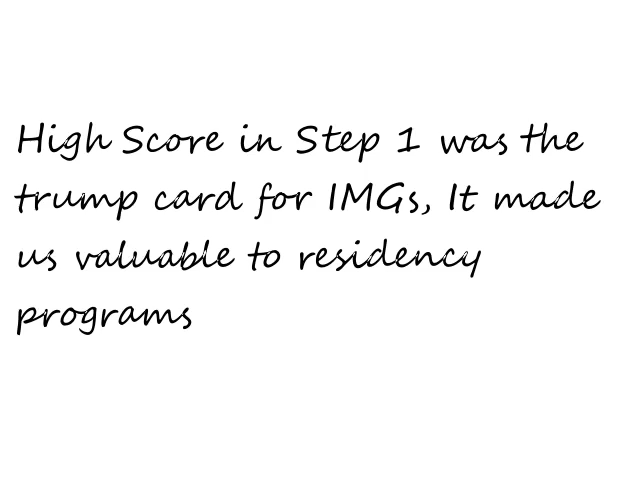 High Score in Step 1 was the
trump card for IMGs, It made
us valuable to residency
programs